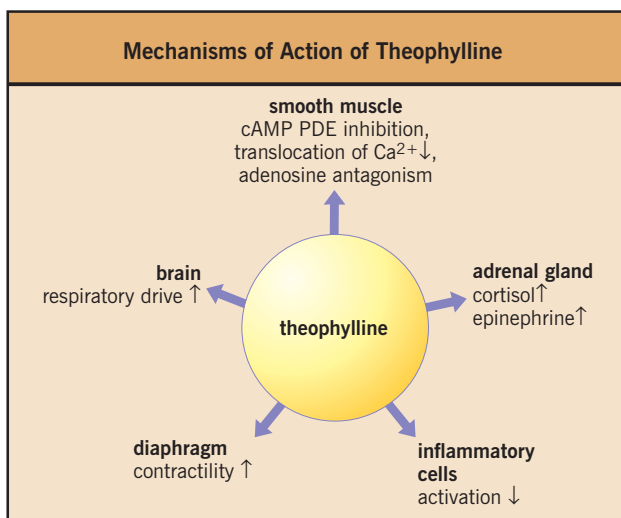 Mechanisms of Action of Theophylline
smooth muscle
cAMP PDE inhibition,
translocation of Ca²⁺↓,
adenosine antagonism
brain
respiratory drive ↑
adrenal gland
cortisol↑
epinephrine↑
theophylline
diaphragm
contractility ↑
inflammatory
cells
activation ↓